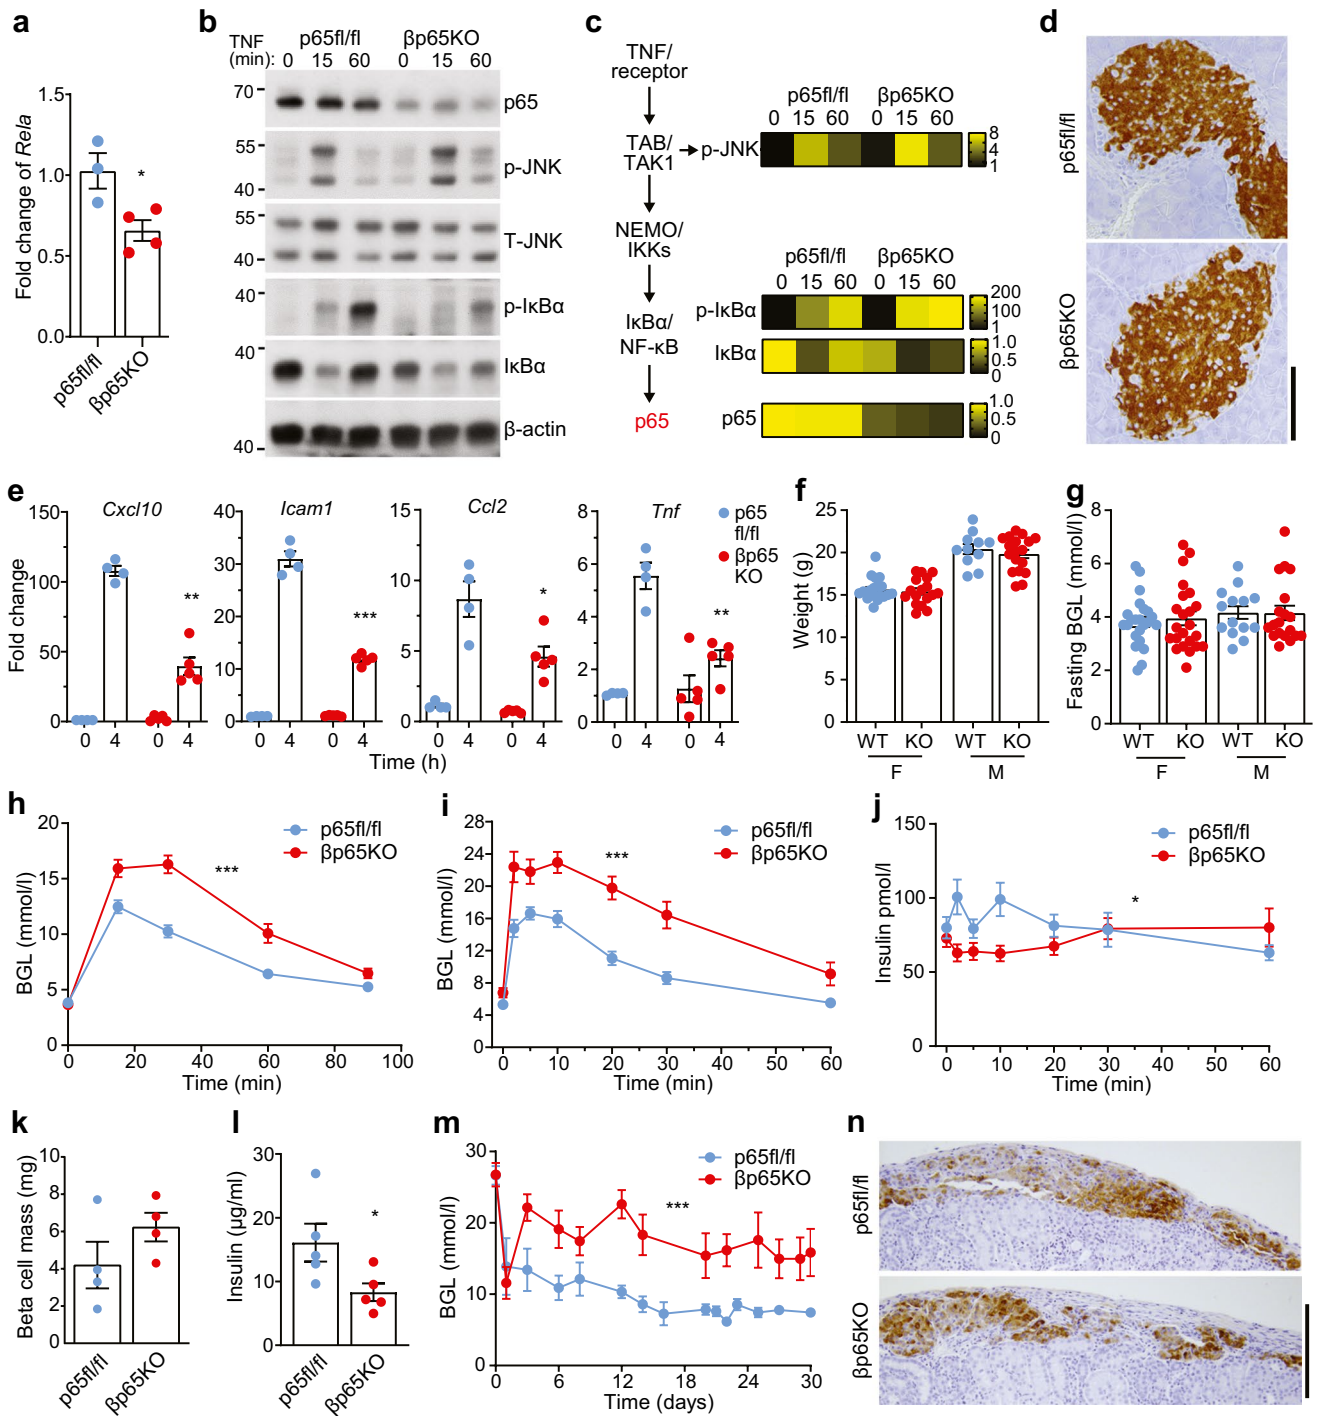 a
Fold change of Rela
1.5
1.0
0.5
0.0
*
p65fl/fl
βp65KO
b
TNF
(min):
p65fl/fl
βp65KO
0 15 60 0 15 60
70
p65
55
p-JNK
40
55
T-JNK
40
40
p-IκBα
40
IκBα
β-actin
40
c
TNF/
receptor
TAB/
TAK1
p-JNK
NEMO/
IKKs
IκBα/
NF-κB
p65
p65fl/fl
βp65KO
0 15 60 0 15 60
8
4
1
p65fl/fl
βp65KO
0 15 60 0 15 60
p-IκBα
200
100
1
IκBα
1.0
0.5
0
p65
1.0
0.5
0
d
p65fl/fl
βp65KO
e
Fold change
Cxcl10
150
100
50
0
**
0 4 0 4
Icam1
40
30
20
10
0
***
0 4 0 4
Ccl2
15
10
5
0
*
0 4 0 4
Tnf
8
6
4
2
0
**
0 4 0 4
p65
fl/fl
βp65
KO
Time (h)
f
Weight (g)
25
20
15
10
5
0
WT KO WT KO
F M
g
Fasting BGL (mmol/l)
8
6
4
2
0
WT KO WT KO
F M
h
BGL (mmol/l)
20
15
10
5
0
p65fl/fl
βp65KO
***
0 20 40 60 80 100
Time (min)
i
BGL (mmol/l)
28
24
20
16
12
8
4
0
p65fl/fl
βp65KO
***
0 10 20 30 40 50 60
Time (min)
j
Insulin pmol/l
150
100
50
0
p65fl/fl
βp65KO
*
0 10 20 30 40 50 60
Time (min)
k
Beta cell mass (mg)
10
8
6
4
2
0
p65fl/fl
βp65KO
l
Insulin (μg/ml)
30
20
10
0
*
p65fl/fl
βp65KO
m
BGL (mmol/l)
30
20
10
0
p65fl/fl
βp65KO
***
0 6 12 18 24 30
Time (days)
n
p65fl/fl
βp65KO